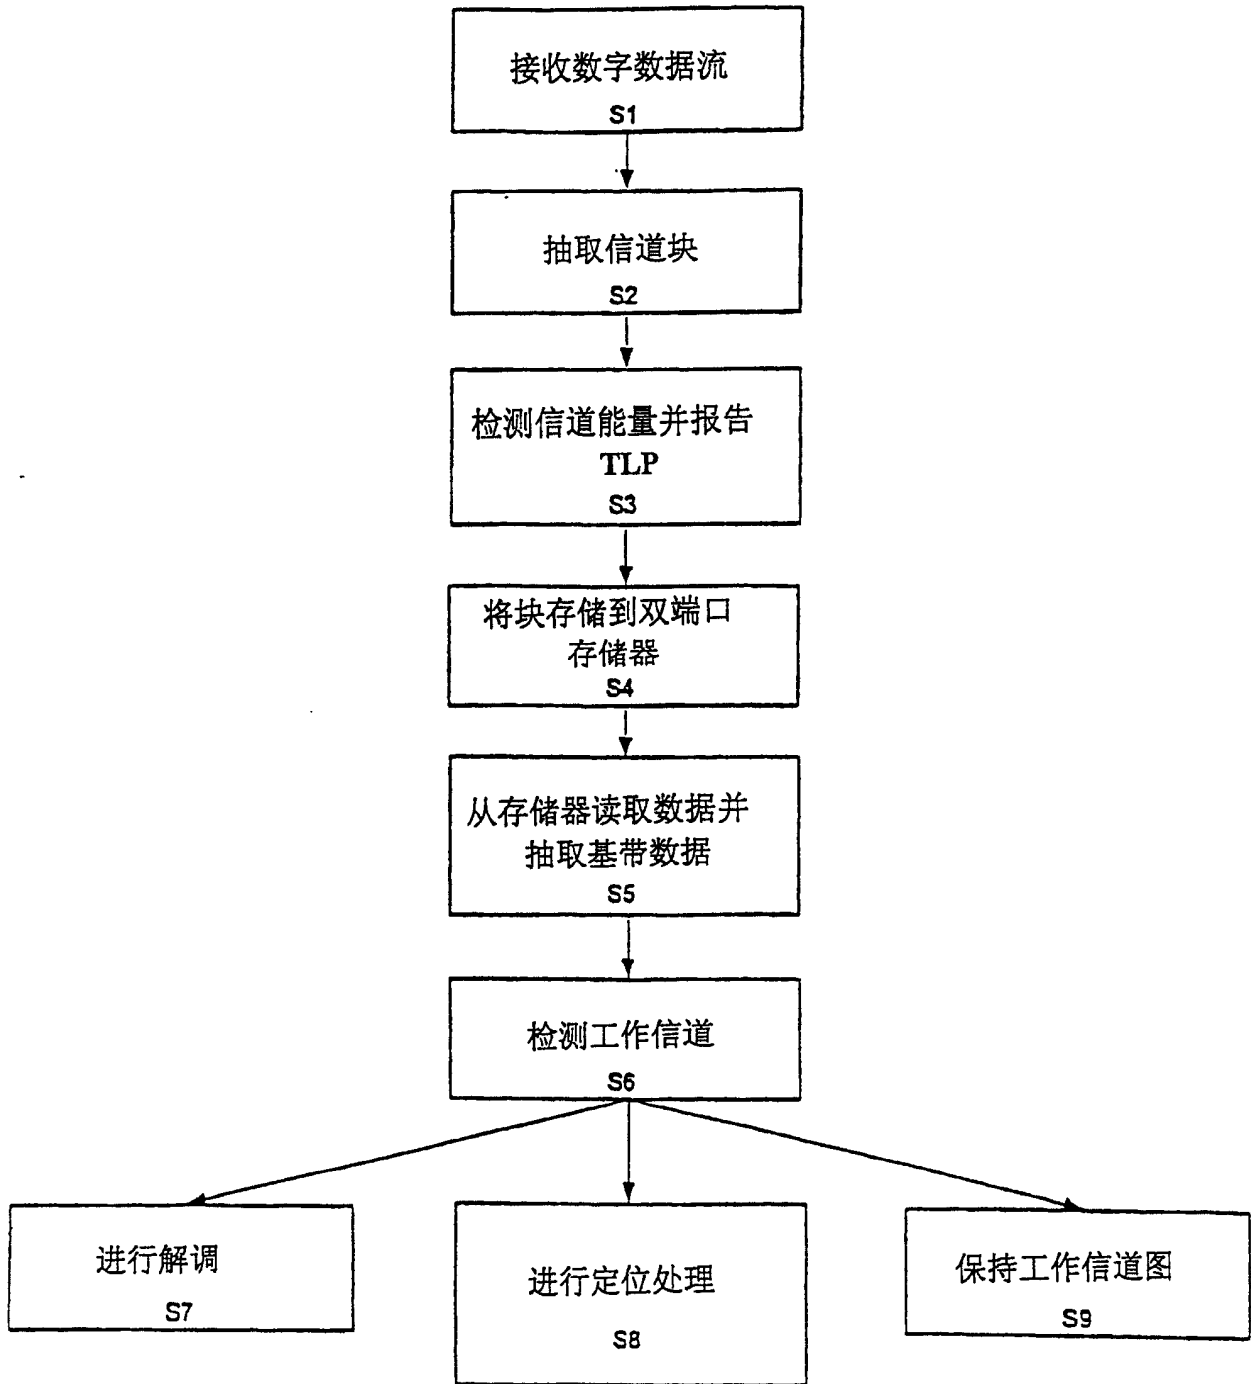 接收数字数据流
S1
抽取信道块
S2
检测信道能量并报告
TLP
S3
将块存储到双端口
存储器
S4
从存储器读取数据并
抽取基带数据
S5
检测工作信道
S6
进行解调
S7
进行定位处理
S8
保持工作信道图
S9